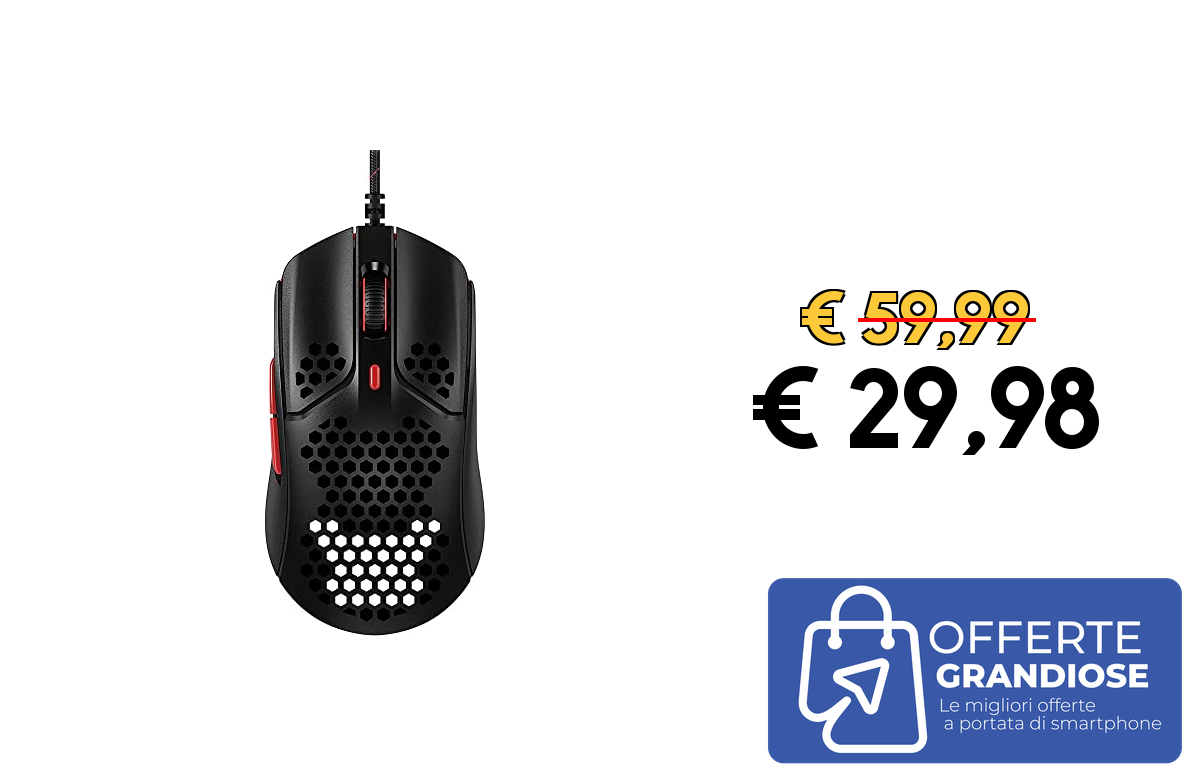 € 59,99
€ 29,98
OFFERTE
GRANDIOSE
Le migliori offerte
a portata di smartphone